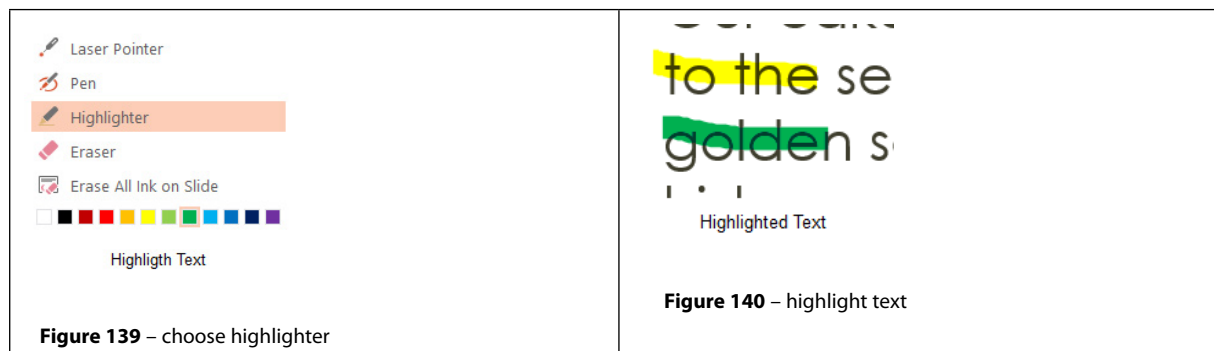 Laser Pointer
Pen
Highlighter
Eraser
Erase All Ink on Slide
Highligth Text
Figure 139 – choose highlighter
to the se
golden s
Highlighted Text
Figure 140 – highlight text